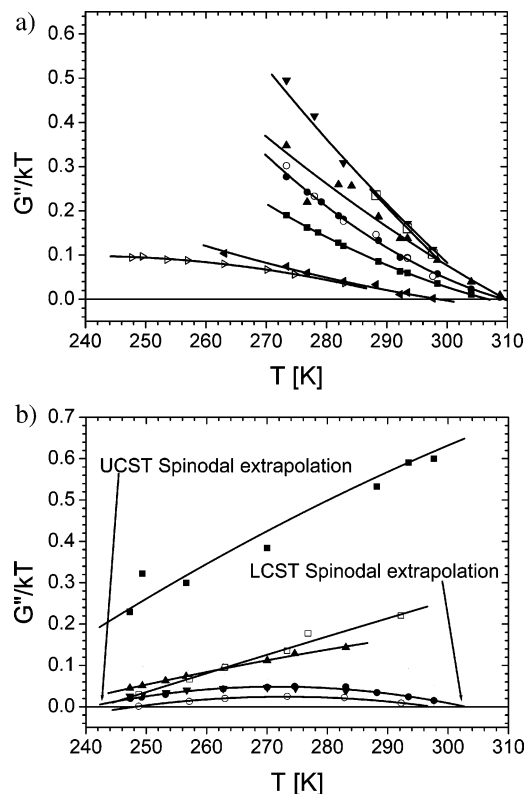 a)
0.6
0.5
0.4
0.3
0.2
0.1
0.0
G"/kT
240 250 260 270 280 290 300 310
T [K]
b)
0.7
0.6
0.5
0.4
0.3
0.2
0.1
0.0
G"/kT
UCST Spinodal extrapolation
LCST Spinodal extrapolation
240 250 260 270 280 290 300 310
T [K]